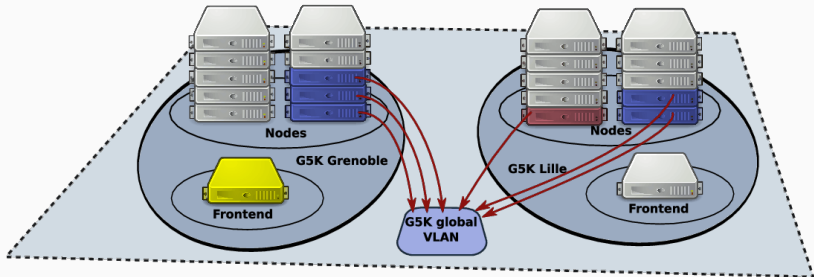 Nodes
G5K Grenoble
Frontend
Nodes
G5K Lille
Frontend
G5K global
VLAN